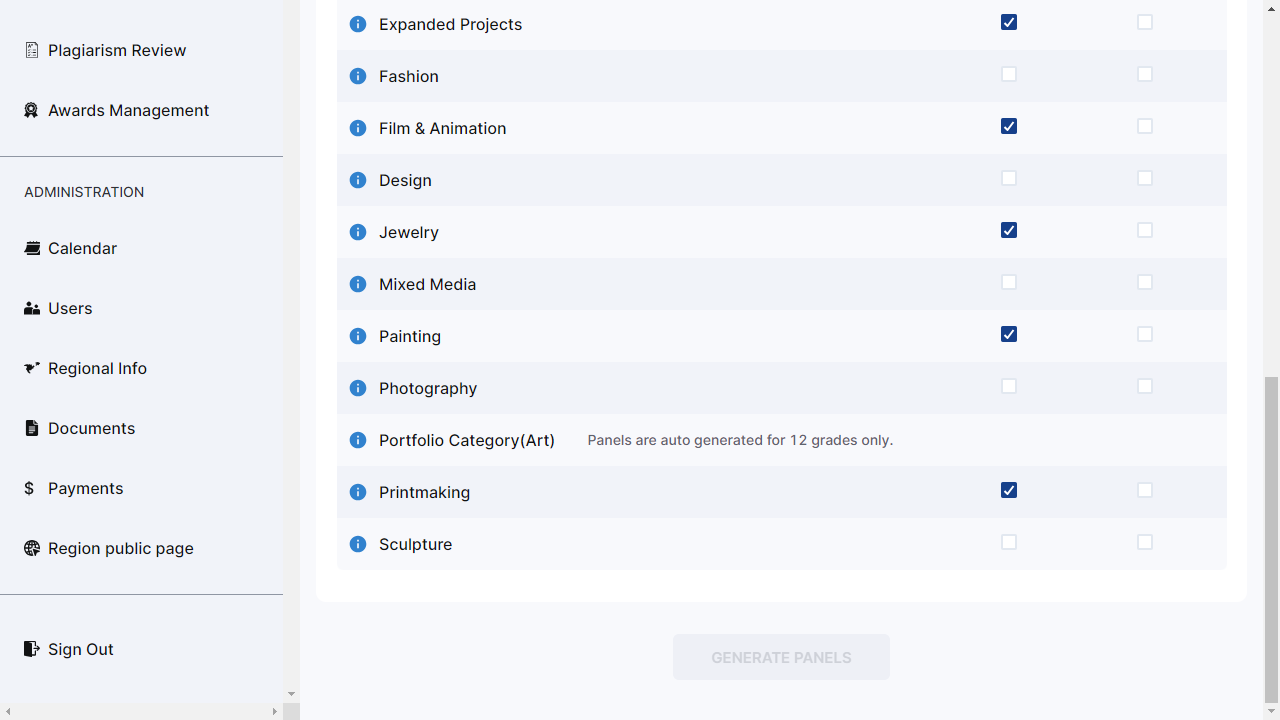 Plagiarism Review
Awards Management
ADMINISTRATION
Calendar
Users
Regional Info
Documents
$ Payments
Region public page
Sign Out
Expanded Projects
Fashion
Film & Animation
Design
Jewelry
Mixed Media
Painting
Photography
Portfolio Category(Art) Panels are auto generated for 12 grades only.
Printmaking
Sculpture
GENERATE PANELS